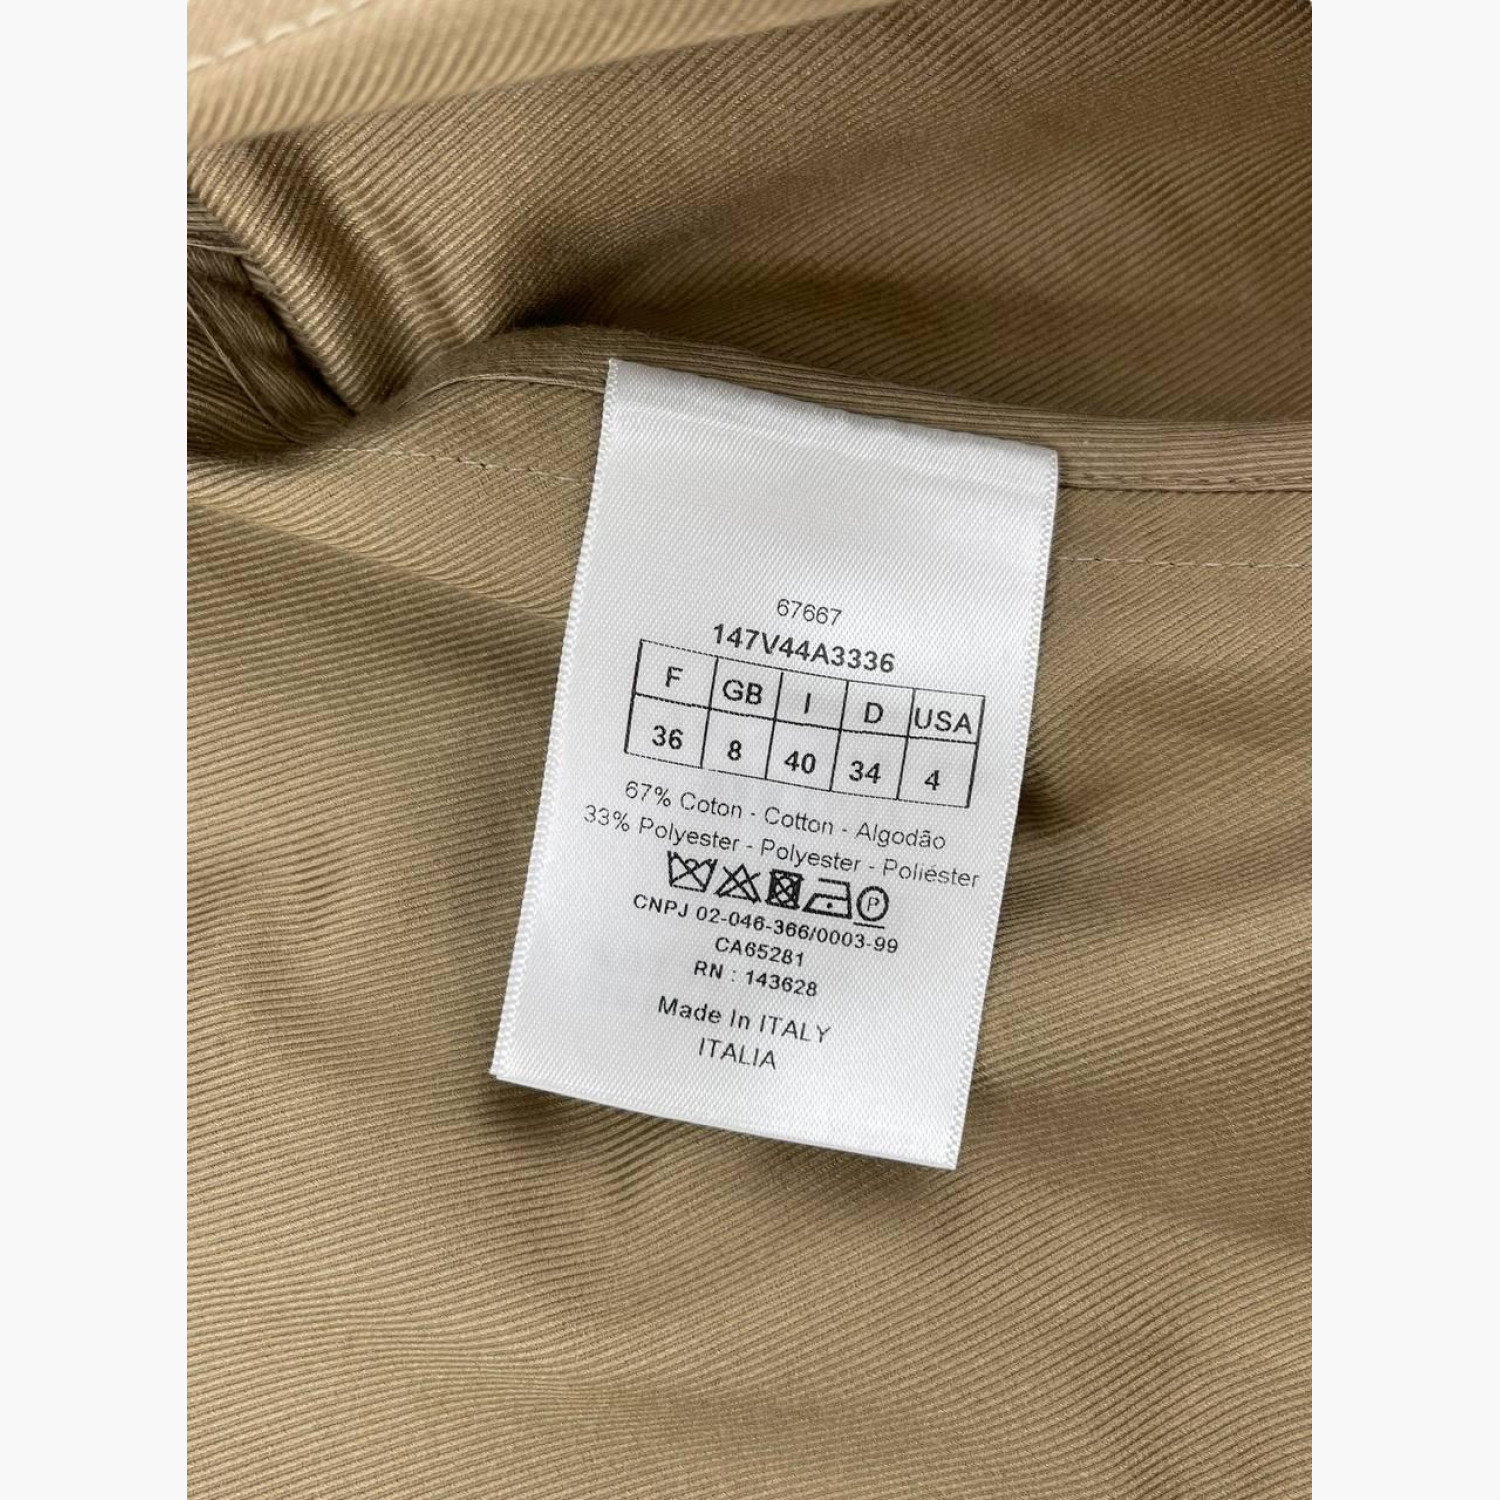 67667
147V44A3336
F GB I D USA
36 8 40 34 4
67% Coton - Cotton - Algodão
33% Polyester - Polyester - Poliéster
P
CNPJ 02-046-366/0003-99
CA65281
RN : 143628
Made In ITALY
ITALIA